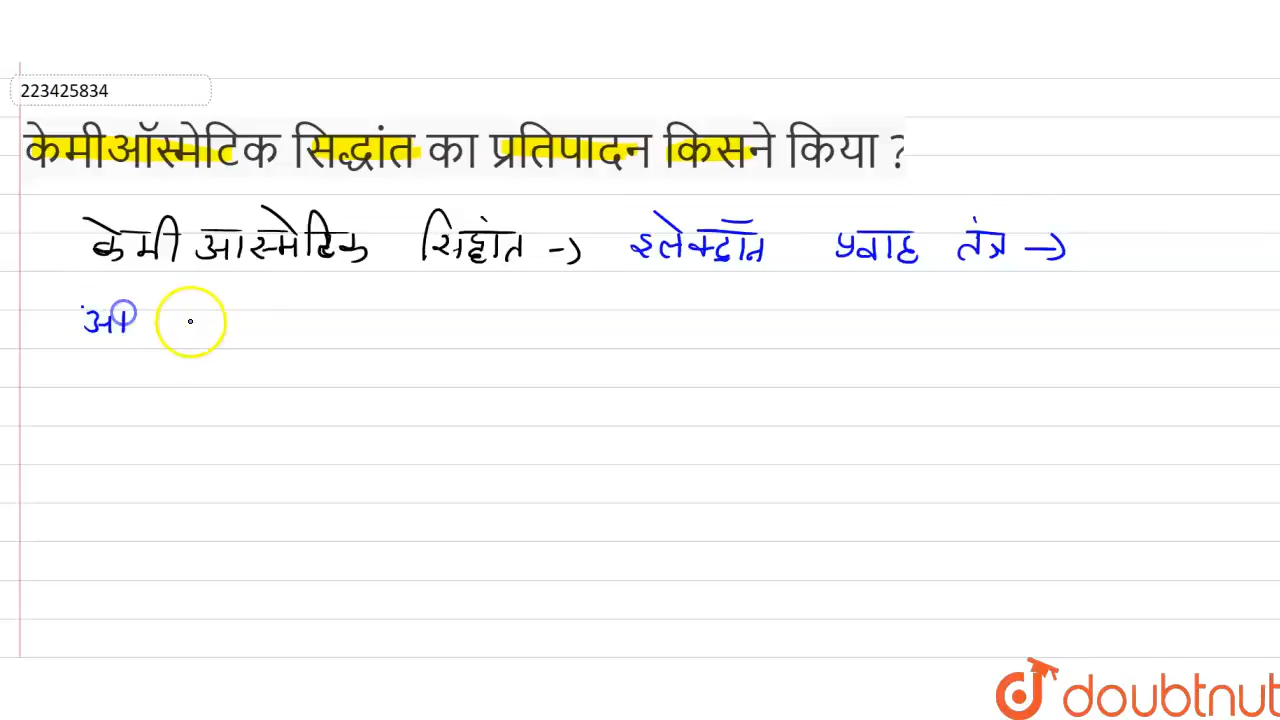 223425834
केमीऑस्मेटिक सिद्धांत का प्रतिपादन किसने किया ?
केमी आस्मेटिक सिद्दांत → इलेक्ट्रॉन प्रवाह तंत्र →
doubtnut